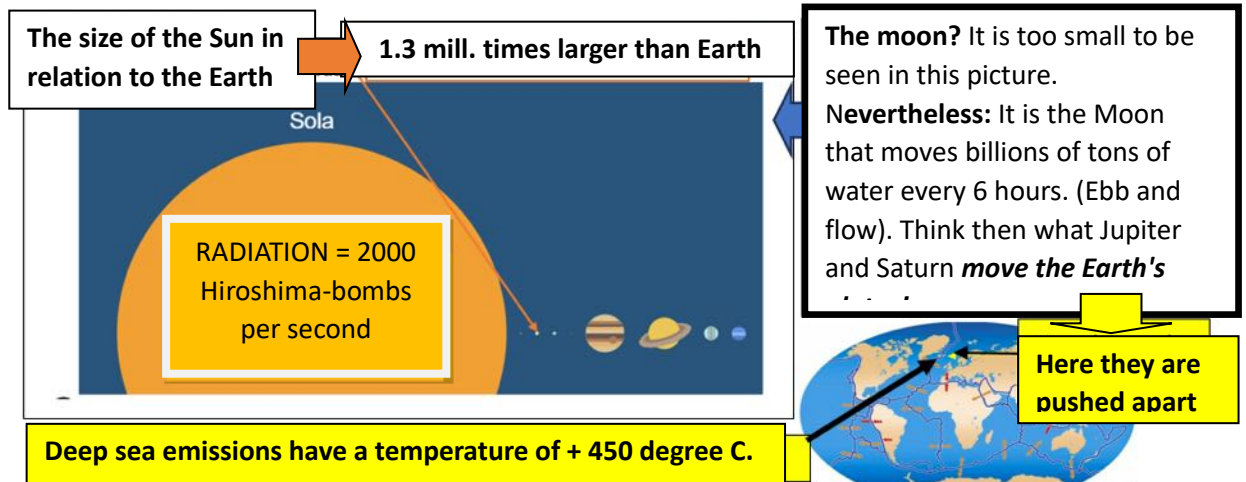 The size of the Sun in
relation to the Earth
1.3 mill. times larger than Earth
Sola
RADIATION = 2000
Hiroshima-bombs
per second
The moon? It is too small to be
seen in this picture.
Nevertheless: It is the Moon
that moves billions of tons of
water every 6 hours. (Ebb and
flow). Think then what Jupiter
and Saturn move the Earth's
Here they are
pushed apart
Deep sea emissions have a temperature of + 450 degree C.